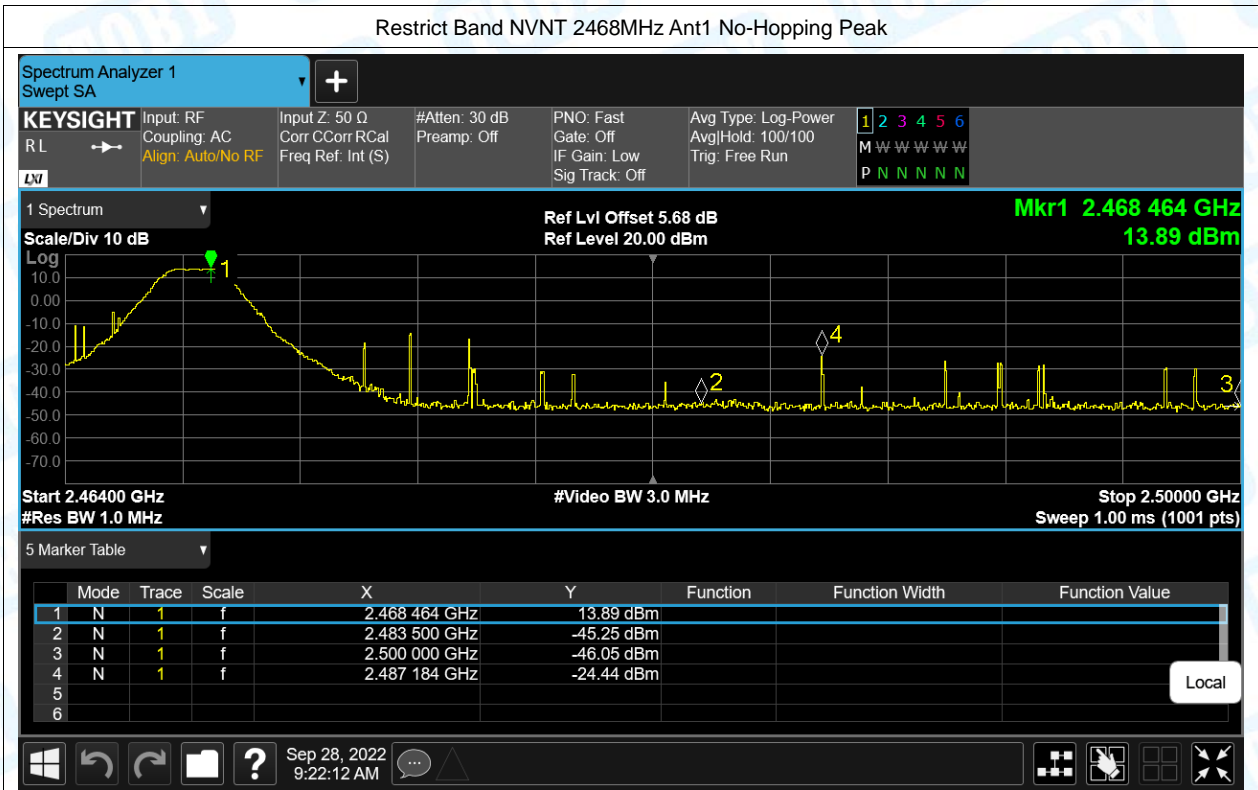 Restrict Band NVNT 2468MHz Ant1 No-Hopping Peak
Spectrum Analyzer 1
Swept SA
+
KEYSIGHT Input: RF Input Z: 50 Ω #Atten: 30 dB PNO: Fast Avg Type: Log-Power 1 2 3 4 5 6
RL Coupling: AC Corr CCorr RCal Preamp: Off Gate: Off Avg|Hold: 100/100 M W W W W W
Align: Auto/No RF Freq Ref: Int (S) IF Gain: Low Trig: Free Run
LXI Sig Track: Off P N N N N N
1 Spectrum Ref Lvl Offset 5.68 dB Mkr1 2.468 464 GHz
Scale/Div 10 dB Ref Level 20.00 dBm 13.89 dBm
Log
1
10.0
0.00
-10.0
4
-20.0
-30.0
2 3
-40.0
-50.0
-60.0
-70.0
Start 2.46400 GHz #Video BW 3.0 MHz Stop 2.50000 GHz
#Res BW 1.0 MHz Sweep 1.00 ms (1001 pts)
5 Marker Table
Mode Trace Scale X Y Function Function Width Function Value
1 N 1 f 2.468 464 GHz 13.89 dBm
2 N 1 f 2.483 500 GHz -45.25 dBm
3 N 1 f 2.500 000 GHz -46.05 dBm
4 N 1 f 2.487 184 GHz -24.44 dBm
5
6
Local
? Sep 28, 2022
9:22:12 AM